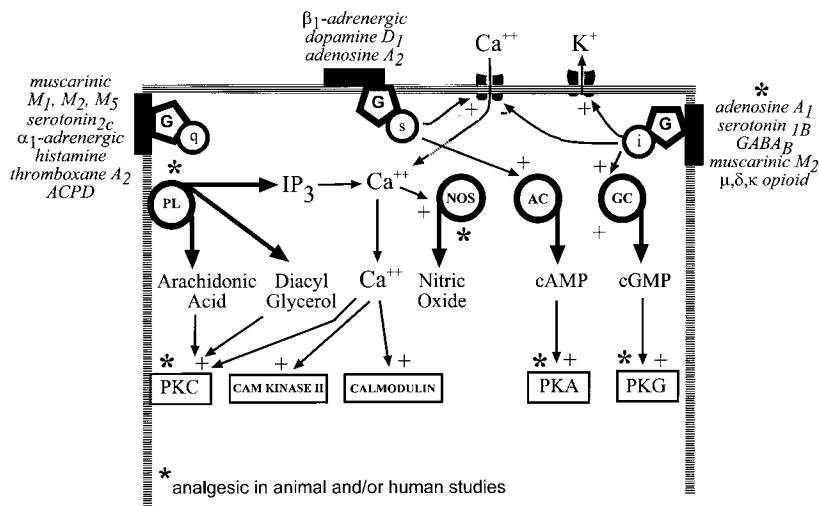 β1-adrenergic
dopamine D1
adenosine A2
Ca++
K+
muscarinic
M1, M2, M5
serotonin2c
α1-adrenergic
histamine
thromboxane A2
ACPD
G
q
G
s
+
-
+
i
G
*
adenosine A1
serotonin 1B
GABAB
muscarinic M2
μ,δ,κ opioid
*
PL
IP3
Ca++
+
NOS
*
+
AC
+
GC
+
Arachidonic
Acid
Diacyl
Glycerol
Ca++
Nitric
Oxide
cAMP
cGMP
* +
PKC
+
CAM KINASE II
+
CALMODULIN
* +
PKA
* +
PKG
*analgesic in animal and/or human studies